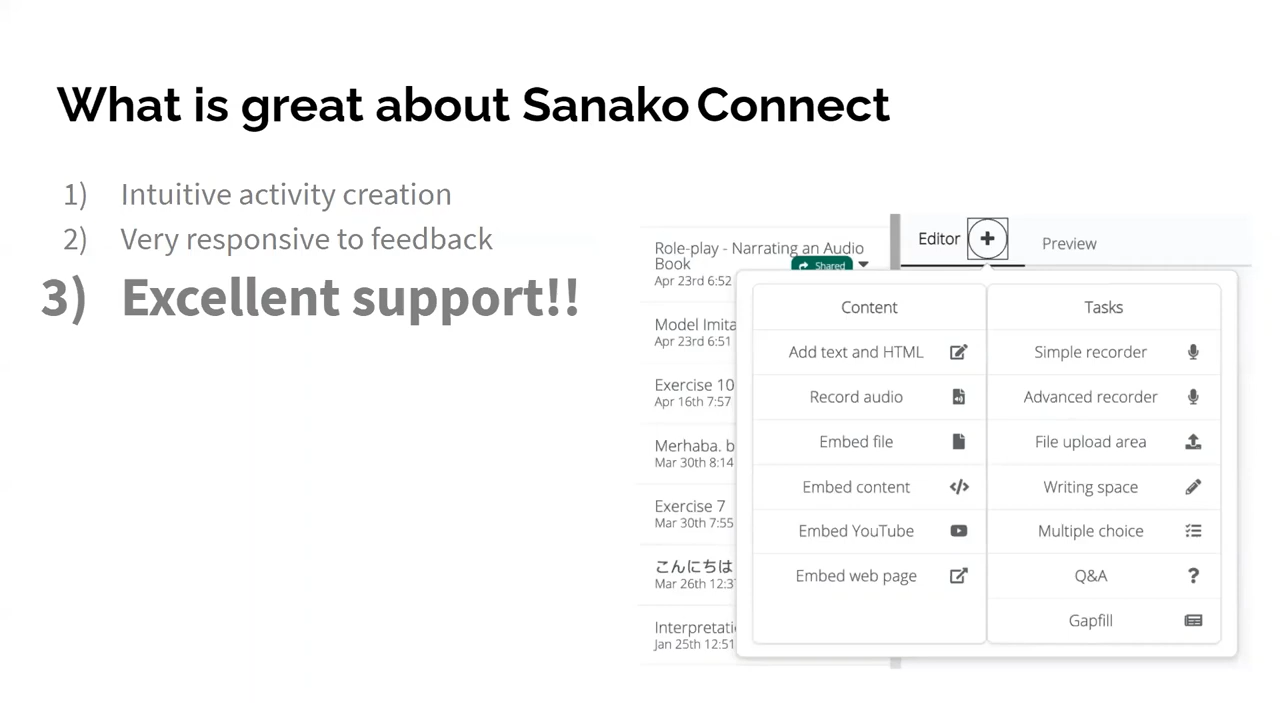 What is great about Sanako Connect
1) Intuitive activity creation
2) Very responsive to feedback
3) Excellent support!!
Role-play - Narrating an Audio
Book
Shared
Apr 23rd 6:52
Model Imita
Apr 23rd 6:51
Exercise 10
Apr 16th 7:57
Merhaba. b
Mar 30th 8:14
Exercise 7
Mar 30th 7:55
こんにちは
Mar 26th 12:37
Interpretati
Jan 25th 12:51
Editor
Preview
Content
Add text and HTML
Record audio
Embed file
Embed content
Embed YouTube
Embed web page
Tasks
Simple recorder
Advanced recorder
File upload area
Writing space
Multiple choice
Q&A
Gapfill